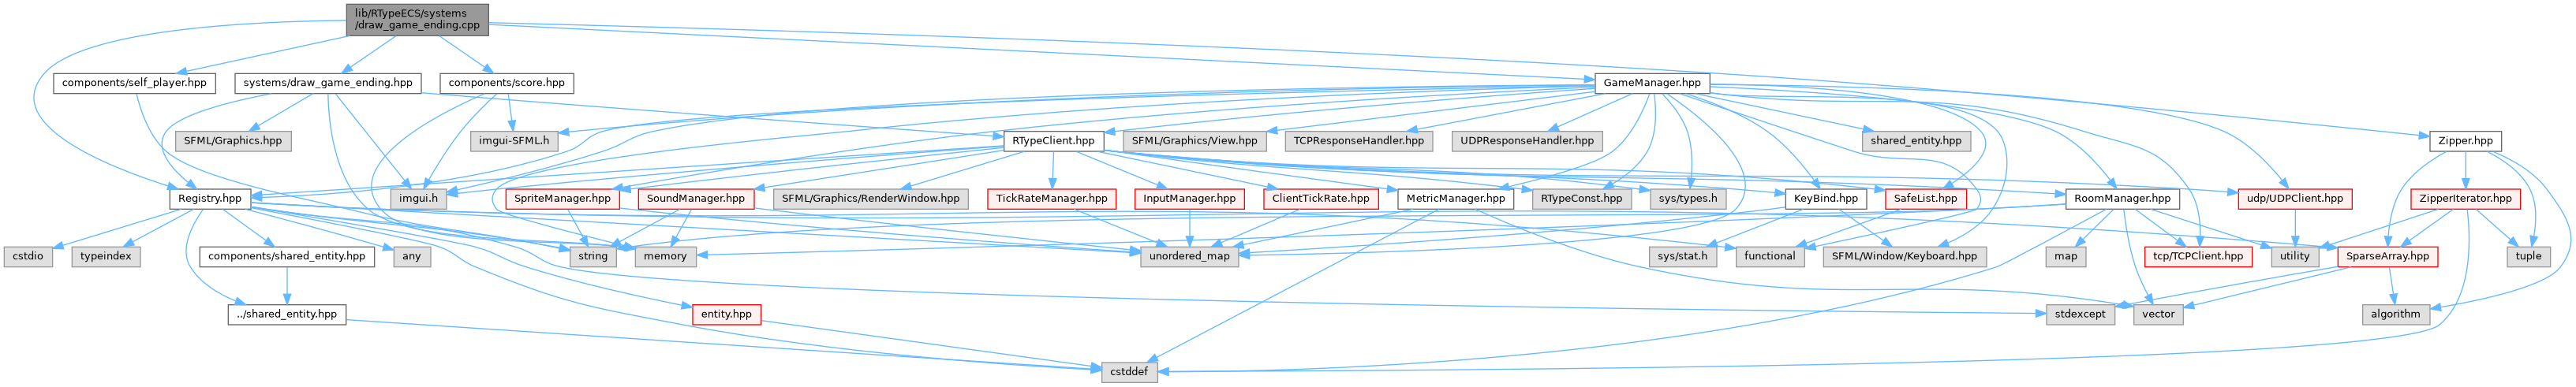 lib/RTypeECS/systems
/draw_game_ending.cpp
components/self_player.hpp
systems/draw_game_ending.hpp
components/score.hpp
GameManager.hpp
SFML/Graphics.hpp
imgui-SFML.h
RTypeClient.hpp
SFML/Graphics/View.hpp
TCPResponseHandler.hpp
UDPResponseHandler.hpp
shared_entity.hpp
Zipper.hpp
Registry.hpp
imgui.h
SpriteManager.hpp
SoundManager.hpp
SFML/Graphics/RenderWindow.hpp
TickRateManager.hpp
InputManager.hpp
ClientTickRate.hpp
MetricManager.hpp
RTypeConst.hpp
sys/types.h
KeyBind.hpp
SafeList.hpp
RoomManager.hpp
udp/UDPClient.hpp
ZipperIterator.hpp
cstdio
typeindex
components/shared_entity.hpp
any
string
memory
unordered_map
sys/stat.h
functional
SFML/Window/Keyboard.hpp
map
tcp/TCPClient.hpp
utility
SparseArray.hpp
tuple
../shared_entity.hpp
entity.hpp
stdexcept
vector
algorithm
cstddef